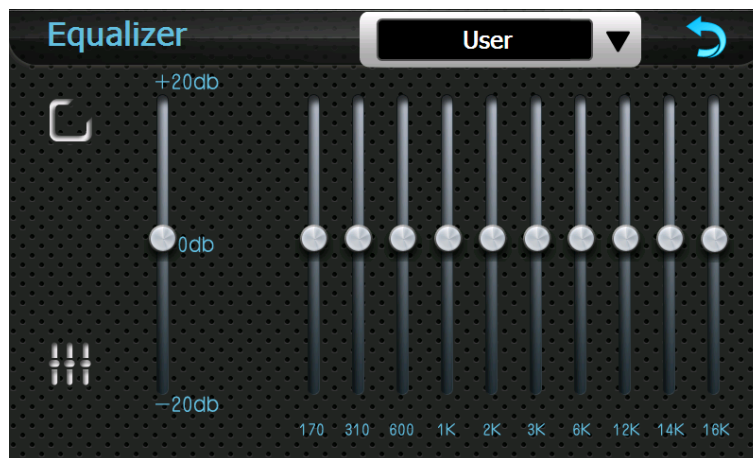 Equalizer User
+20db
0db
−20db
170 310 600 1K 2K 3K 6K 12K 14K 16K